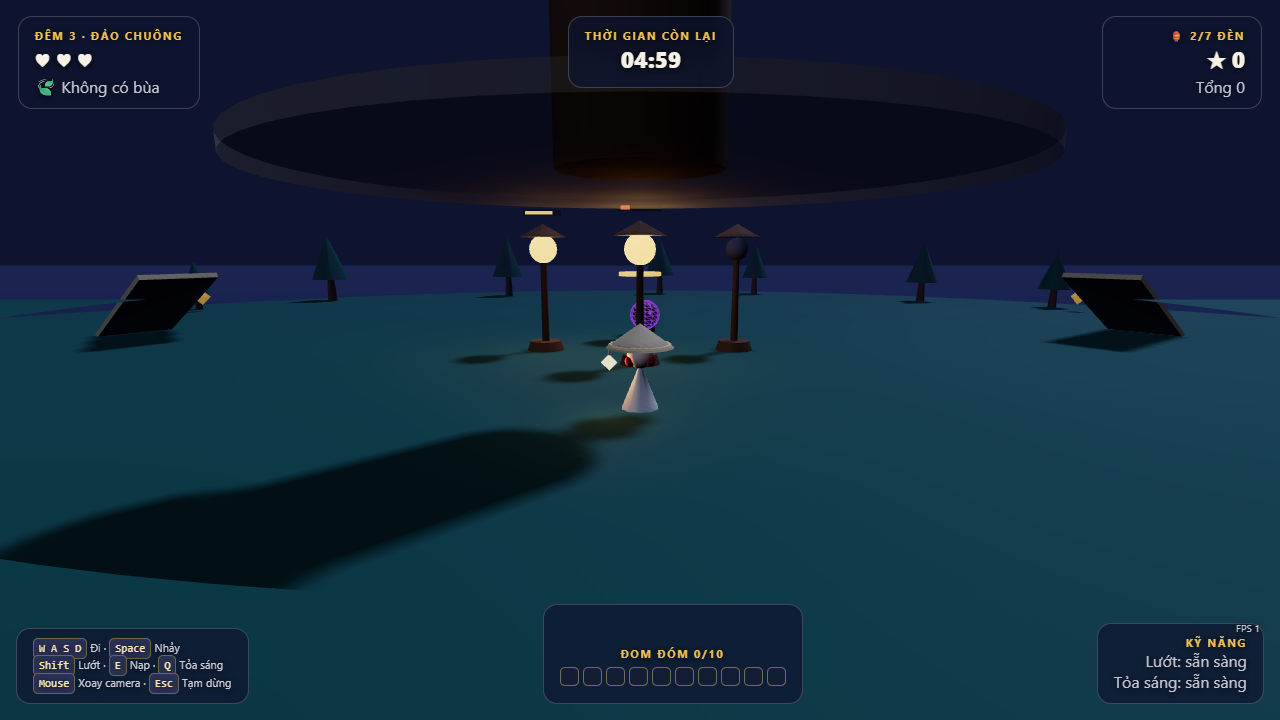 ĐÊM 3 · ĐẢO CHUÔNG
Không có bùa
THỜI GIAN CÒN LẠI
04:59
2/7 ĐÈN
★ 0
Tổng 0
W A S D Đi · Space Nhảy
Shift Lướt · E Nạp · Q Tỏa sáng
Mouse Xoay camera · Esc Tạm dừng
ĐOM ĐÓM 0/10
FPS 1
KỸ NĂNG
Lướt: sẵn sàng
Tỏa sáng: sẵn sàng